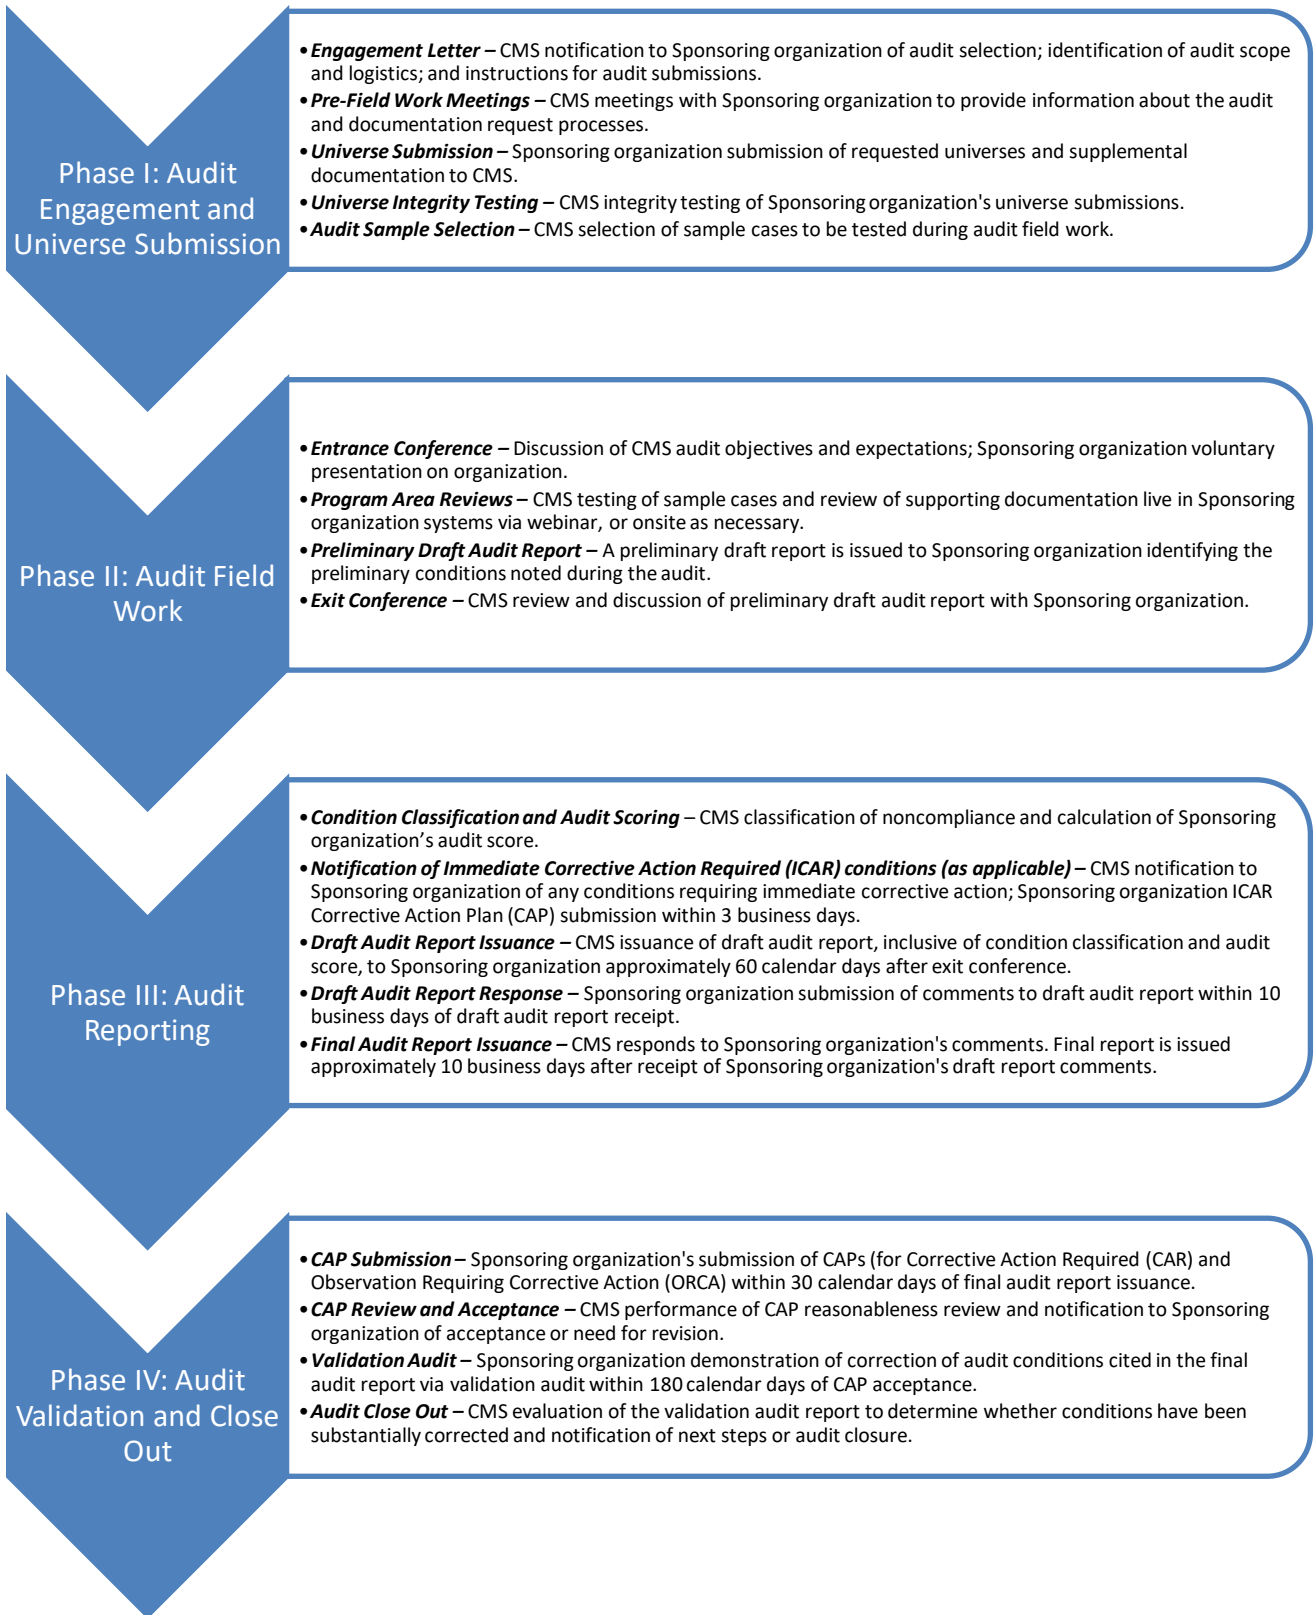 Phase I: Audit
Engagement and
Universe Submission
•Engagement Letter – CMS notification to Sponsoring organization of audit selection; identification of audit scope
and logistics; and instructions for audit submissions.
•Pre-Field Work Meetings – CMS meetings with Sponsoring organization to provide information about the audit
and documentation request processes.
•Universe Submission – Sponsoring organization submission of requested universes and supplemental
documentation to CMS.
•Universe Integrity Testing – CMS integrity testing of Sponsoring organization's universe submissions.
•Audit Sample Selection – CMS selection of sample cases to be tested during audit field work.
Phase II: Audit Field
Work
•Entrance Conference – Discussion of CMS audit objectives and expectations; Sponsoring organization voluntary
presentation on organization.
•Program Area Reviews – CMS testing of sample cases and review of supporting documentation live in Sponsoring
organization systems via webinar, or onsite as necessary.
•Preliminary Draft Audit Report – A preliminary draft report is issued to Sponsoring organization identifying the
preliminary conditions noted during the audit.
•Exit Conference – CMS review and discussion of preliminary draft audit report with Sponsoring organization.
Phase III: Audit
Reporting
•Condition Classification and Audit Scoring – CMS classification of noncompliance and calculation of Sponsoring
organization’s audit score.
•Notification of Immediate Corrective Action Required (ICAR) conditions (as applicable) – CMS notification to
Sponsoring organization of any conditions requiring immediate corrective action; Sponsoring organization ICAR
Corrective Action Plan (CAP) submission within 3 business days.
•Draft Audit Report Issuance – CMS issuance of draft audit report, inclusive of condition classification and audit
score, to Sponsoring organization approximately 60 calendar days after exit conference.
•Draft Audit Report Response – Sponsoring organization submission of comments to draft audit report within 10
business days of draft audit report receipt.
•Final Audit Report Issuance – CMS responds to Sponsoring organization's comments. Final report is issued
approximately 10 business days after receipt of Sponsoring organization's draft report comments.
Phase IV: Audit
Validation and Close
Out
•CAP Submission – Sponsoring organization's submission of CAPs (for Corrective Action Required (CAR) and
Observation Requiring Corrective Action (ORCA) within 30 calendar days of final audit report issuance.
•CAP Review and Acceptance – CMS performance of CAP reasonableness review and notification to Sponsoring
organization of acceptance or need for revision.
•Validation Audit – Sponsoring organization demonstration of correction of audit conditions cited in the final
audit report via validation audit within 180 calendar days of CAP acceptance.
•Audit Close Out – CMS evaluation of the validation audit report to determine whether conditions have been
substantially corrected and notification of next steps or audit closure.